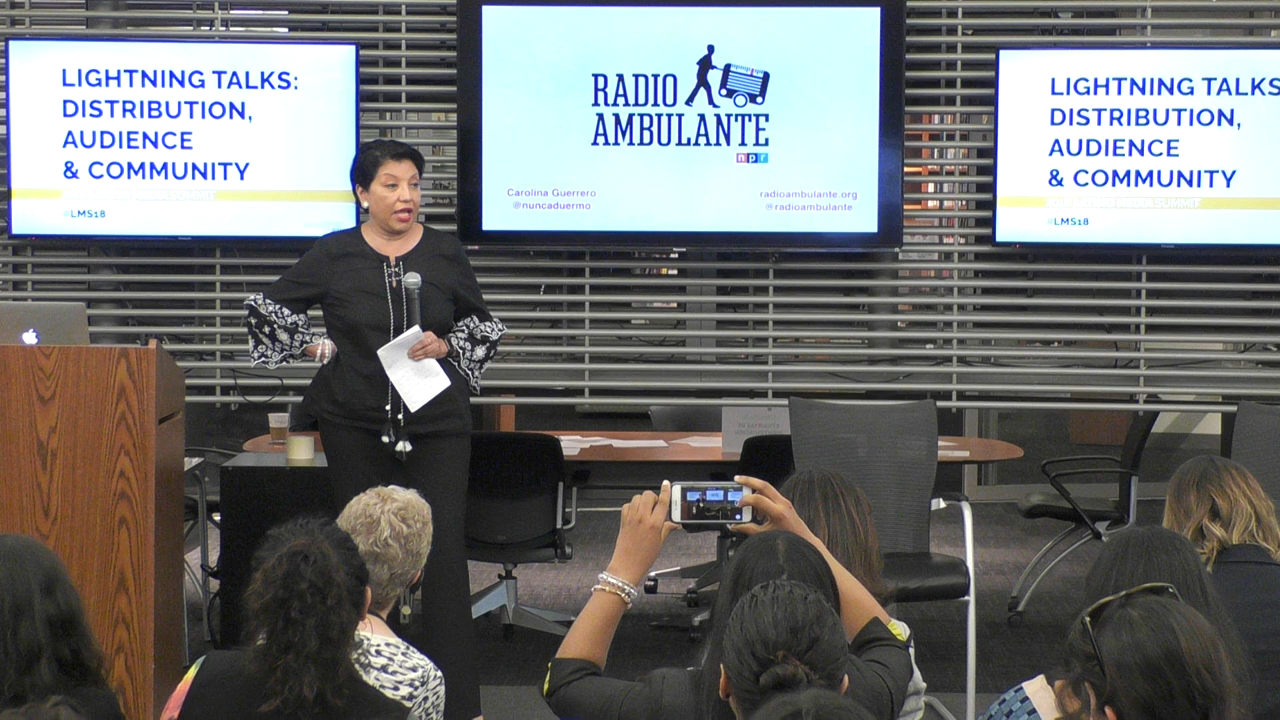 LIGHTNING TALKS:
DISTRIBUTION,
AUDIENCE
& COMMUNITY
#LMS18
RADIO
AMBULANTE
npr
Carolina Guerrero
@nuncaduermo
radioambulante.org
@radioambulante
LIGHTNING TALKS
DISTRIBUTION,
AUDIENCE
& COMMUNITY
#LMS18